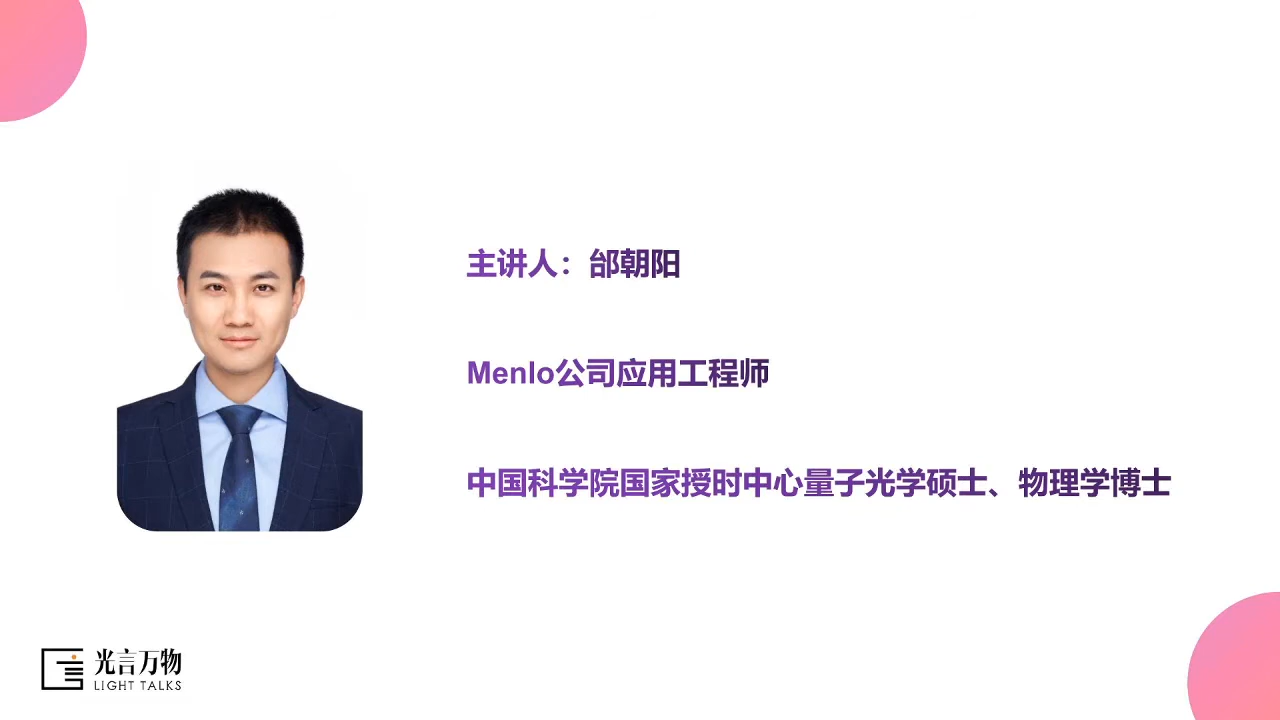 主讲人：邰朝阳
Menlo公司应用工程师
中国科学院国家授时中心量子光学硕士、物理学博士
光言万物
LIGHT TALKS